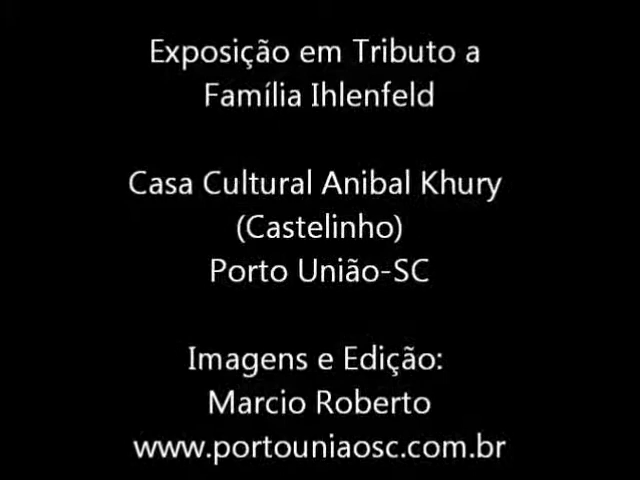 Exposição em Tributo a
Família Ihlenfeld
Casa Cultural Anibal Khury
(Castelinho)
Porto União-SC
Imagens e Edição:
Marcio Roberto
www.portouniaosc.com.br